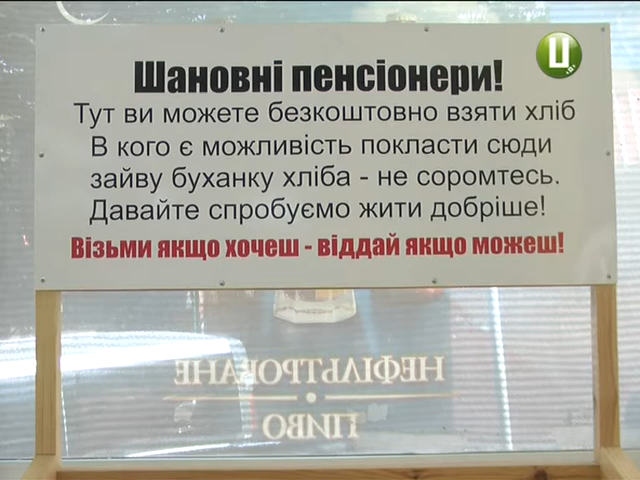 Шановні пенсіонери!
Тут ви можете безкоштовно взяти хліб
В кого є можливість покласти сюди
зайву буханку хліба - не соромтесь.
Давайте спробуємо жити добріше!
Візьми якщо хочеш - віддай якщо можеш!
НЕФІЛЬТРОВАНЕ
ПИВО
Ц